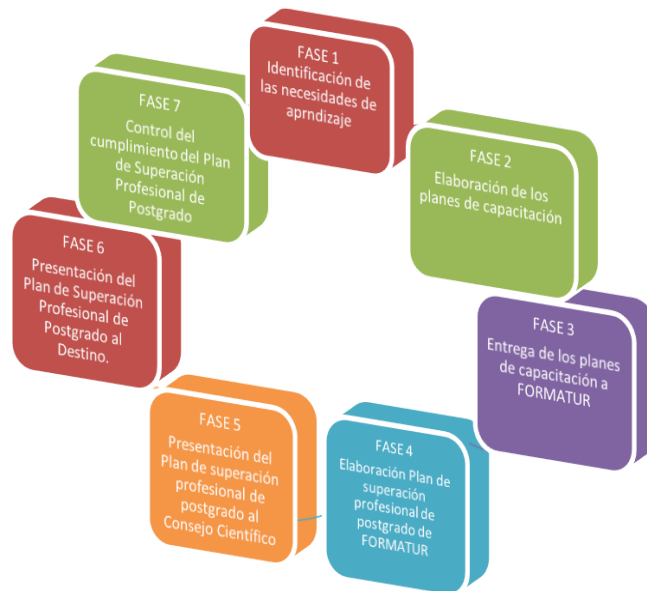 FASE 1
Identificación de
las necesidades de
aprndizaje
FASE 2
Elaboración de los
planes de capacitación
FASE 3
Entrega de los planes
de capacitación a
FORMATUR
FASE 4
Elaboración Plan de
superación
profesional de
postgrado de
FORMATUR
FASE 5
Presentación del
Plan de superación
profesional de
postgrado al
Consejo Científico
FASE 6
Presentación del
Plan de Superación
Profesional de
Postgrado al
Destino.
FASE 7
Control del
cumplimiento del Plan
de Superación
Profesional de
Postgrado